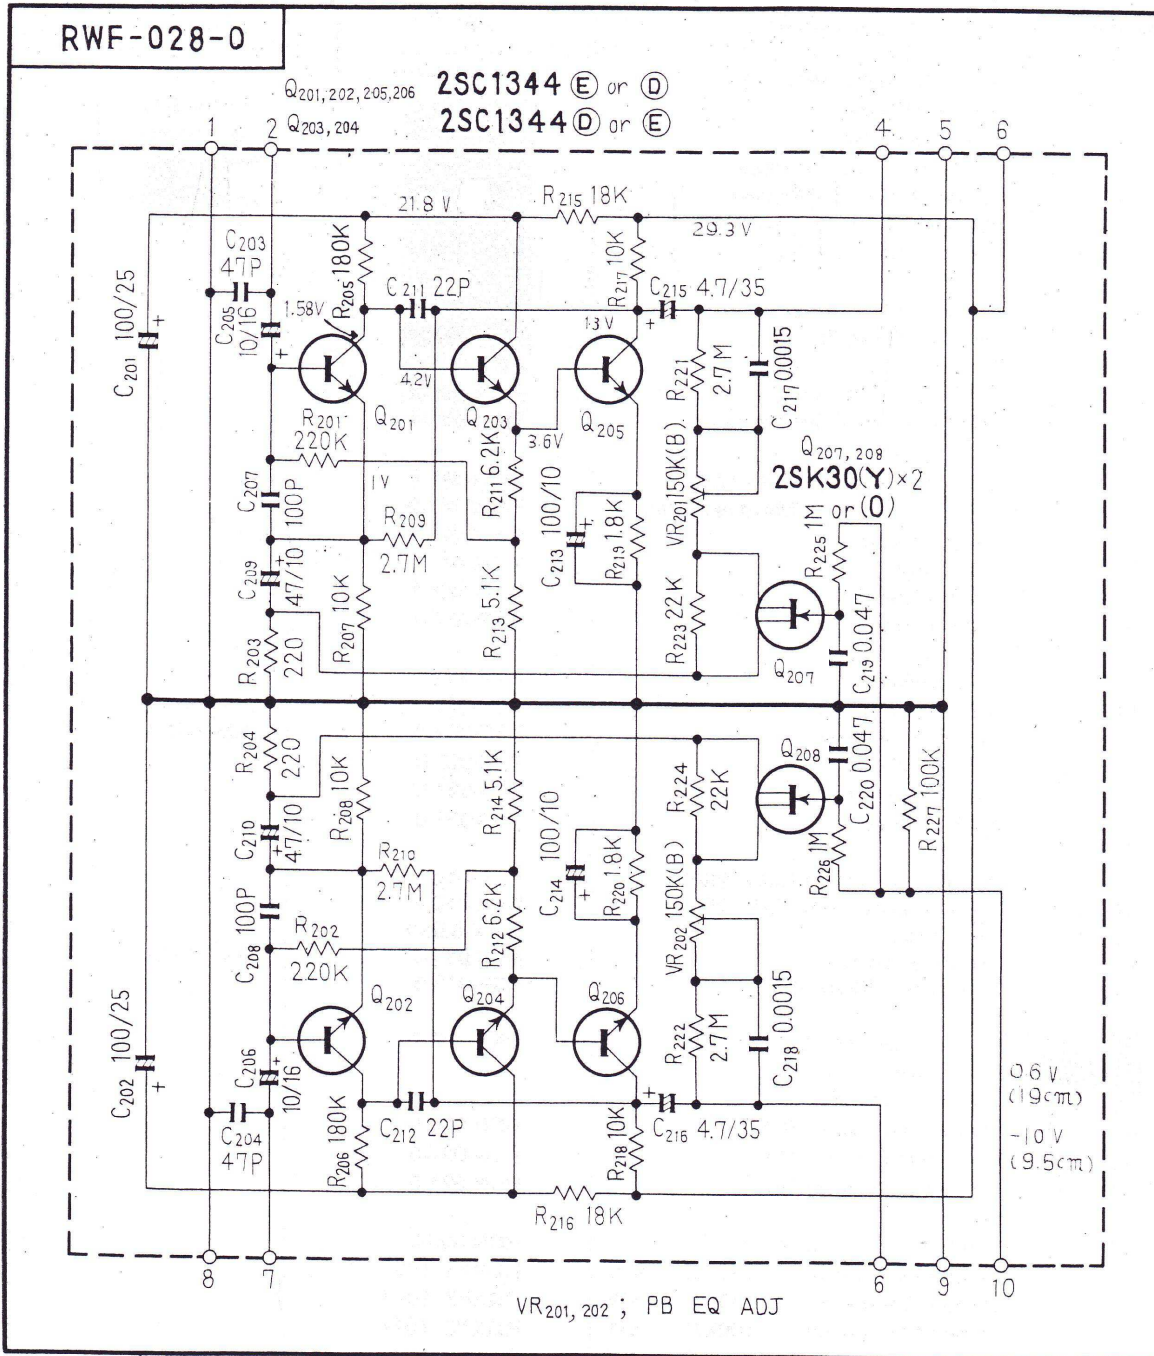 RWF-028-0
Q201,202,205,206 2SC1344 Ⓔ or Ⓓ
Q203,204 2SC1344 Ⓓ or Ⓔ
1
2
4
5
6
R215 18K
21.8 V
29.3 V
C203
47P
R205 180K
C211 22P
R217 10K
C215 4.7/35
C205
10/16
+
1.58V
C201 100/25
+
+
13 V
R221
2.7M
C217 0.0015
4.2V
Q201
Q203
Q205
R201
220K
3.6V
Q207,208
2SK30(Y)×2
or (O)
C207
100P
1V
R211 6.2K
C213 100/10
+
R219 1.8K
VR201 150K(B)
R225 1M
R209
2.7M
C209
47/10
+
R207 10K
R213 5.1K
R223 22K
Q207
C219 0.047
R203
220
R204
220
R208 10K
R214 5.1K
R224
22K
Q208
C220 0.047
R227 100K
C210
47/10
+
R210
2.7M
C214 100/10
+
R220 1.8K
VR202 150K(B)
R226 1M
C208
100P
R202
220K
R212 6.2K
Q202
Q204
Q206
R222
2.7M
C218 0.0015
C202 100/25
+
C206
10/16
+
C204
47P
R206 180K
C212 22P
+
C216 4.7/35
R218 10K
0.6 V
(19cm)
-10 V
(9.5cm)
R216 18K
8
7
6
9
10
VR201, 202 ; PB EQ ADJ